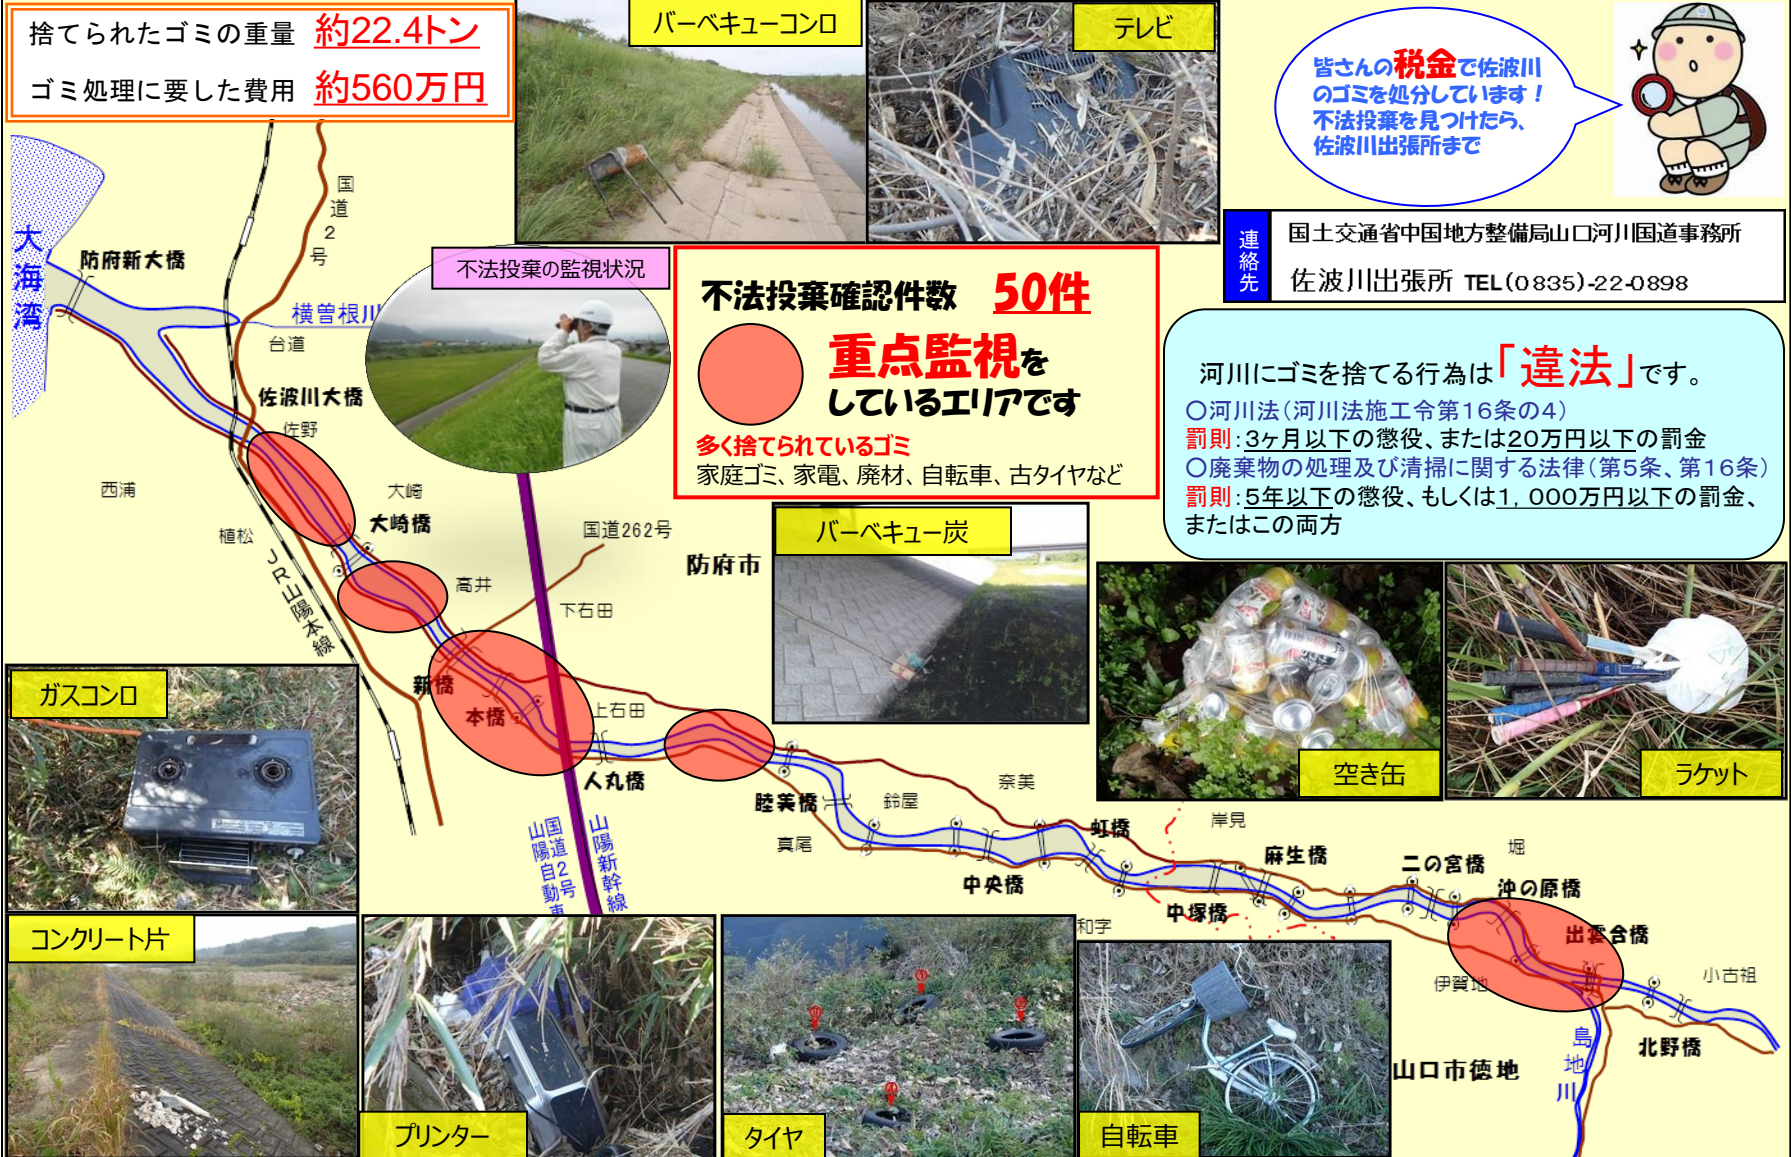 捨てられたゴミの重量 約22.4トン
ゴミ処理に要した費用 約560万円
バーベキューコンロ
テレビ
皆さんの税金で佐波川
のゴミを処分しています！
不法投棄を見つけたら、
佐波川出張所まで
連絡先
国土交通省中国地方整備局山口河川国道事務所
佐波川出張所 TEL(0835)-22-0898
不法投棄の監視状況
不法投棄確認件数 50件
重点監視を
しているエリアです
多く捨てられているゴミ
家庭ゴミ、家電、廃材、自転車、古タイヤなど
河川にゴミを捨てる行為は「違法」です。
○河川法(河川法施工令第16条の4)
罰則：3ヶ月以下の懲役、または20万円以下の罰金
○廃棄物の処理及び清掃に関する法律(第5条、第16条)
罰則：5年以下の懲役、もしくは1,000万円以下の罰金、
またはこの両方
大海湾
防府新大橋
国道2号
横曽根川
台道
佐波川大橋
佐野
西浦
植松
大崎
大崎橋
JR山陽本線
高井
国道262号
下右田
防府市
新橋
本橋
上右田
人丸橋
国道2号
山陽自動車
山陽新幹線
睦美橋
鈴屋
真尾
奈美
中央橋
虹橋
岸見
中塚橋
麻生橋
和字
二の宮橋
堀
沖の原橋
出雲合橋
伊賀地
小古祖
島地川
北野橋
山口市徳地
バーベキュー炭
空き缶
ラケット
ガスコンロ
コンクリート片
プリンター
タイヤ
自転車